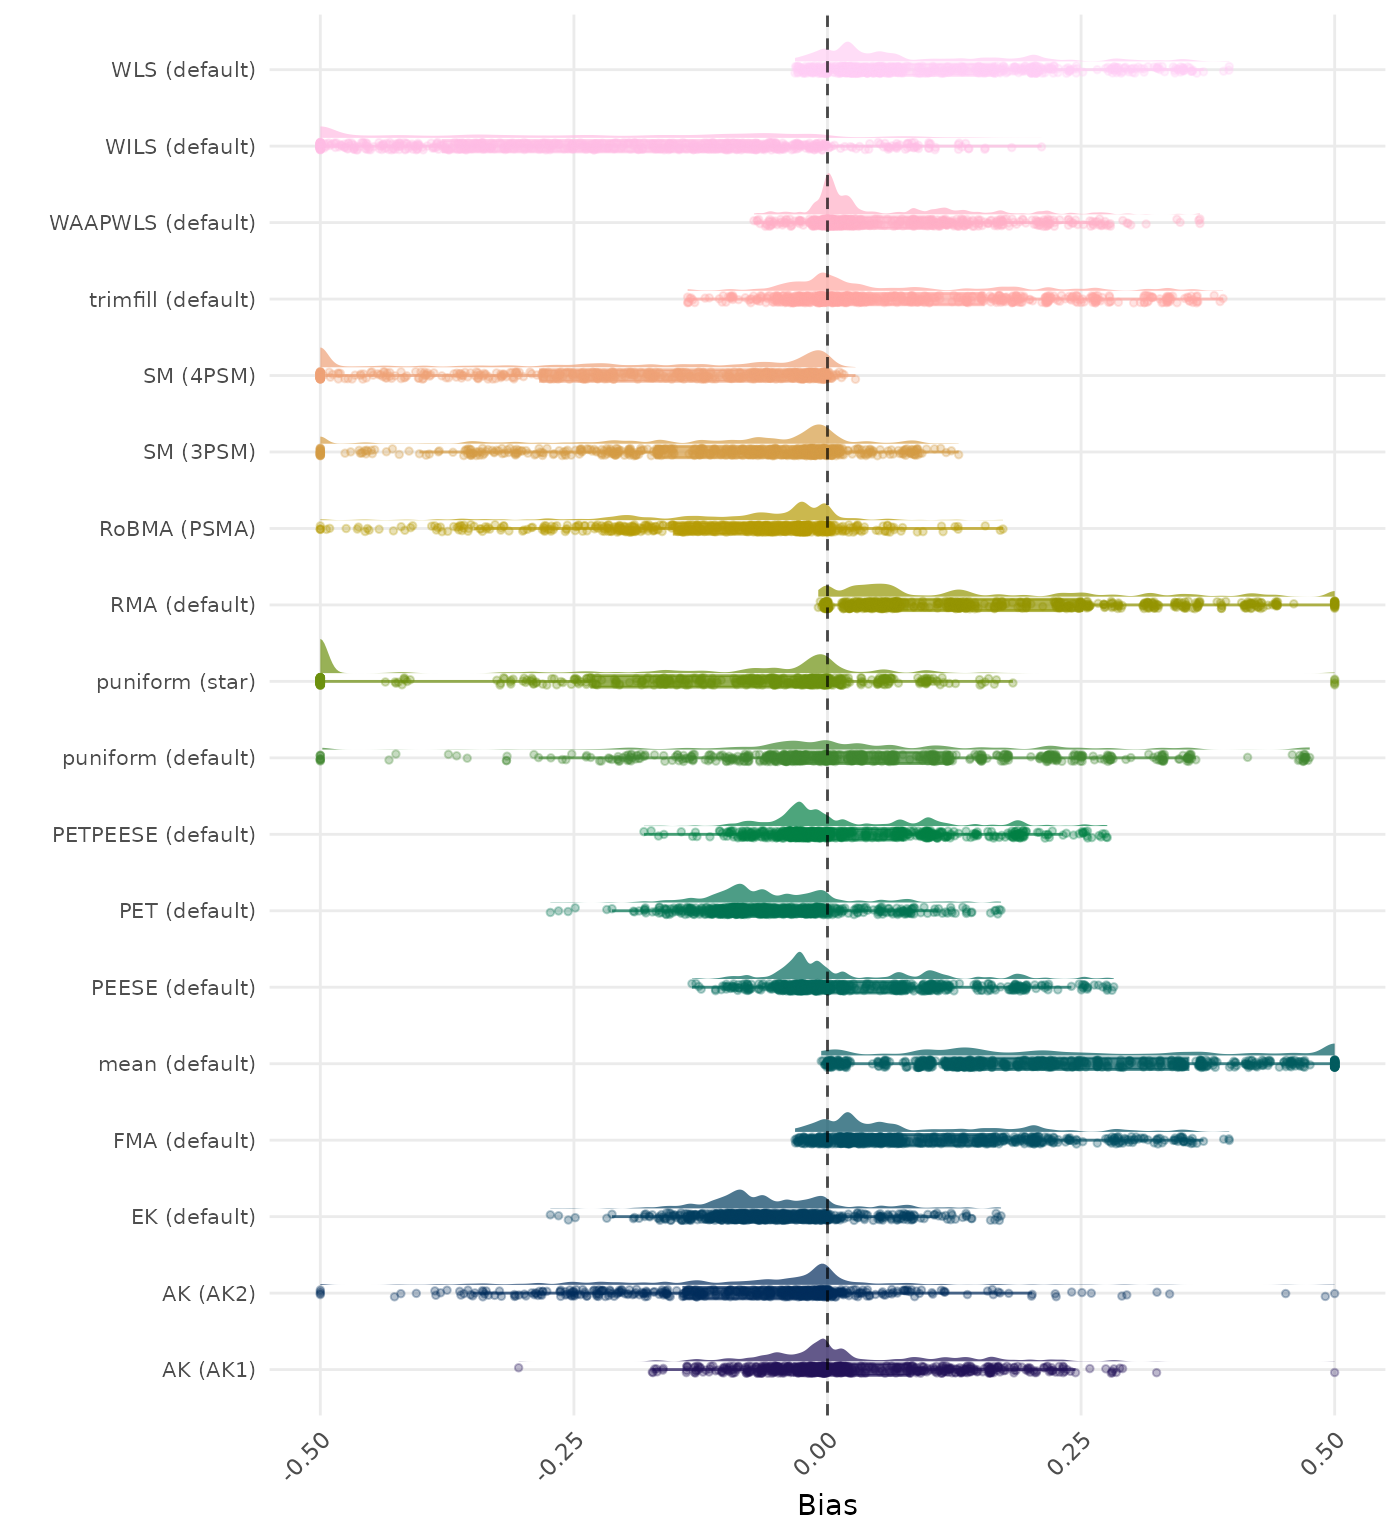 WLS (default)
WILS (default)
WAAPWLS (default)
trimfill (default)
SM (4PSM)
SM (3PSM)
RoBMA (PSMA)
RMA (default)
puniform (star)
puniform (default)
PETPEESE (default)
PET (default)
PEESE (default)
mean (default)
FMA (default)
EK (default)
AK (AK2)
AK (AK1)
-0.50 -0.25 0.00 0.25 0.50
Bias